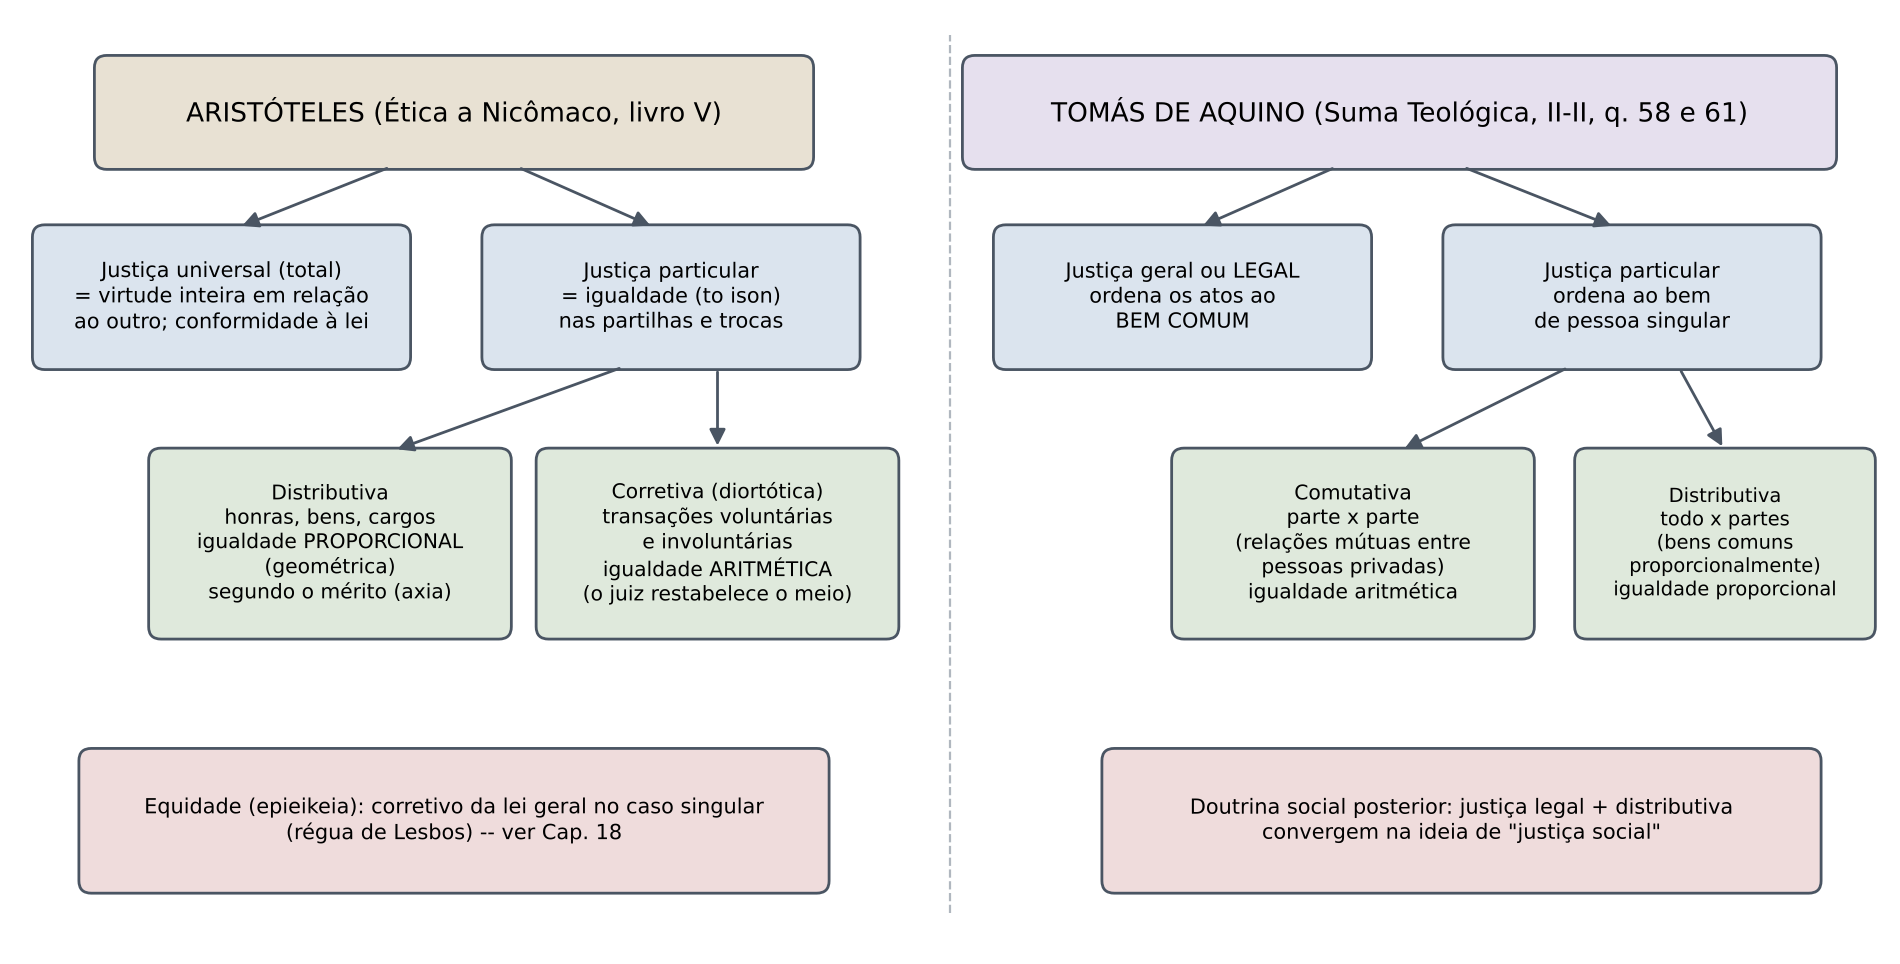 ARISTÓTELES (Ética a Nicômaco, livro V)
Justiça universal (total)
= virtude inteira em relação
ao outro; conformidade à lei
Justiça particular
= igualdade (to ison)
nas partilhas e trocas
Distributiva
honras, bens, cargos
igualdade PROPORCIONAL
(geométrica)
segundo o mérito (axia)
Corretiva (diortótica)
transações voluntárias
e involuntárias
igualdade ARITMÉTICA
(o juiz restabelece o meio)
Equidade (epieikeia): corretivo da lei geral no caso singular
(régua de Lesbos) -- ver Cap. 18
TOMÁS DE AQUINO (Suma Teológica, II-II, q. 58 e 61)
Justiça geral ou LEGAL
ordena os atos ao
BEM COMUM
Justiça particular
ordena ao bem
de pessoa singular
Comutativa
parte x parte
(relações mútuas entre
pessoas privadas)
igualdade aritmética
Distributiva
todo x partes
(bens comuns
proporcionalmente)
igualdade proporcional
Doutrina social posterior: justiça legal + distributiva
convergem na ideia de "justiça social"